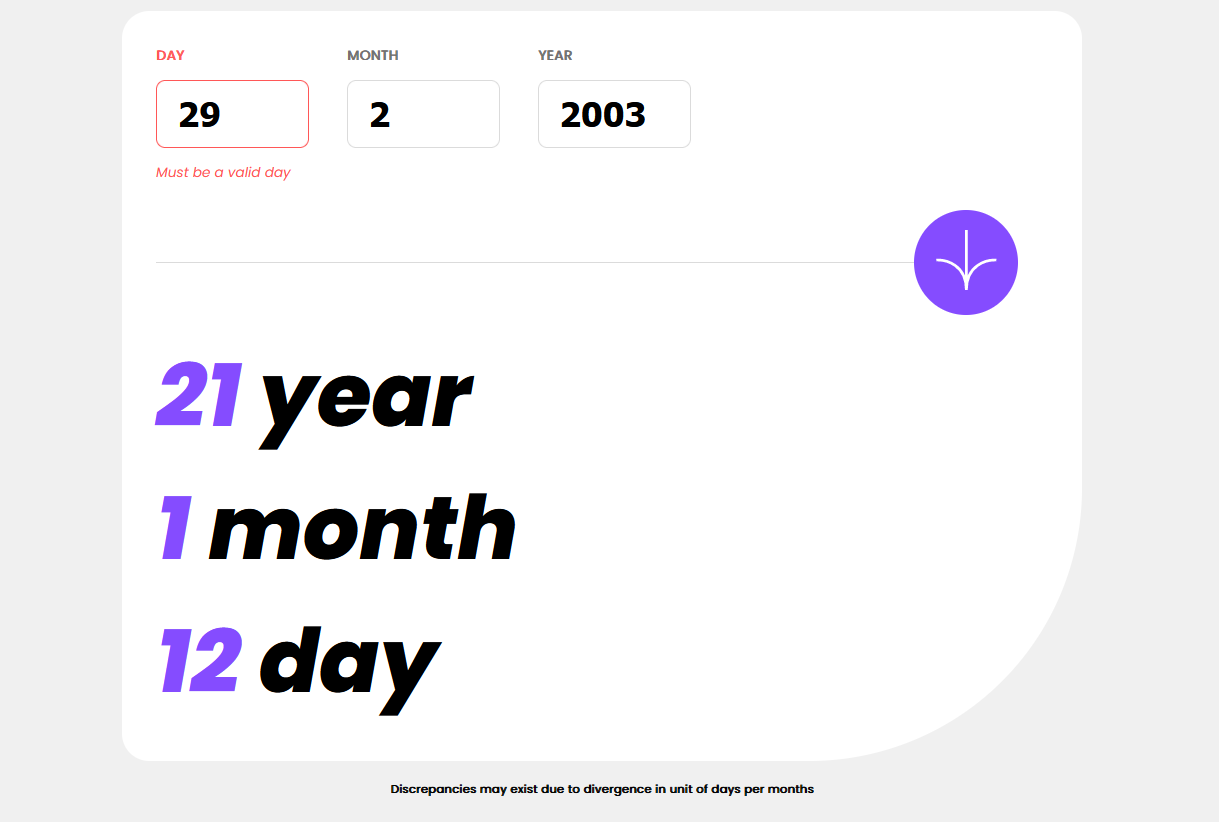 DAY MONTH YEAR
29 2 2003
Must be a valid day
21 year
1 month
12 day
Discrepancies may exist due to divergence in unit of days per months